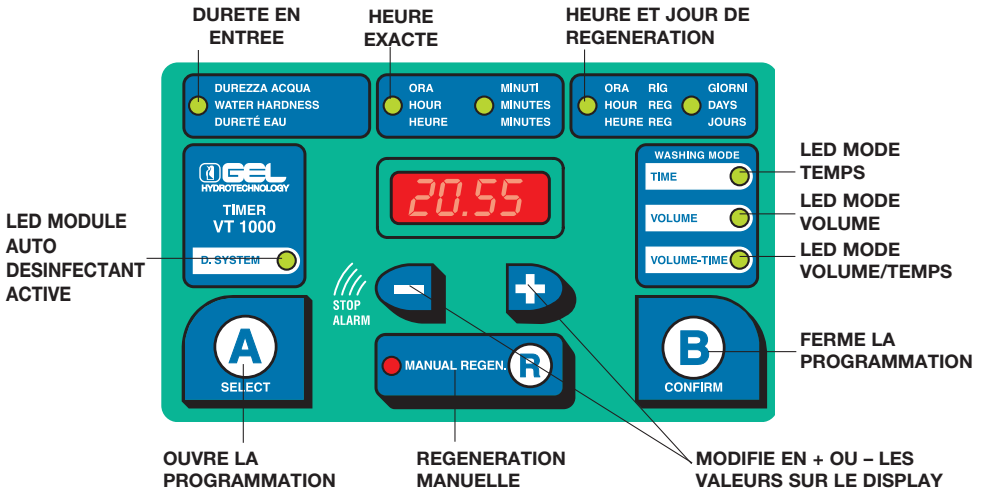 DURETE EN
ENTREE
HEURE
EXACTE
HEURE ET JOUR DE
REGENERATION
DUREZZA ACQUA
WATER HARDNESS
DURETÉ EAU
ORA
HOUR
HEURE
MINUTI
MINUTES
MINUTES
ORA RIG
HOUR REG
HEURE REG
GIORNI
DAYS
JOURS
GEL
HYDROTECHNOLOGY
TIMER
VT 1000
D. SYSTEM
20.55
WASHING MODE
TIME
VOLUME
VOLUME-TIME
LED MODE
TEMPS
LED MODE
VOLUME
LED MODE
VOLUME/TEMPS
LED MODULE
AUTO
DESINFECTANT
ACTIVE
STOP
ALARM
−
+
A
SELECT
MANUAL REGEN. R
B
CONFIRM
FERME LA
PROGRAMMATION
OUVRE LA
PROGRAMMATION
REGENERATION
MANUELLE
MODIFIE EN + OU – LES
VALEURS SUR LE DISPLAY